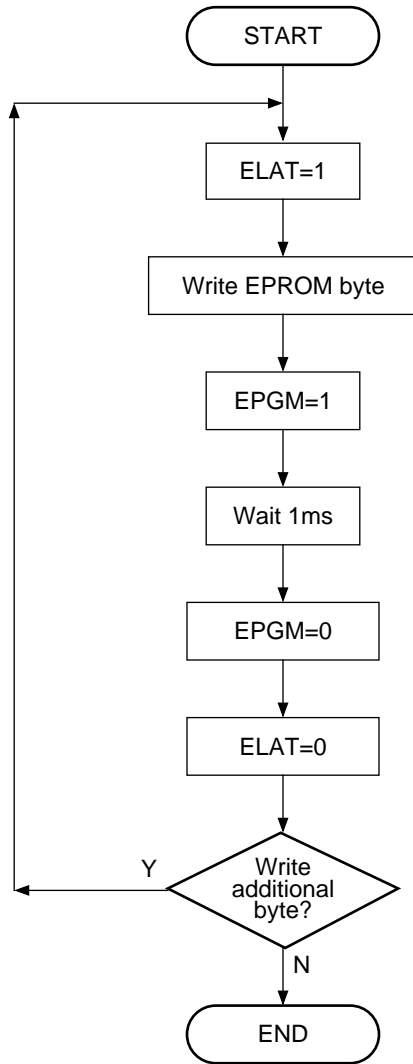 START
ELAT=1
Write EPROM byte
EPGM=1
Wait 1ms
EPGM=0
ELAT=0
Write
additional
byte?
Y
N
END